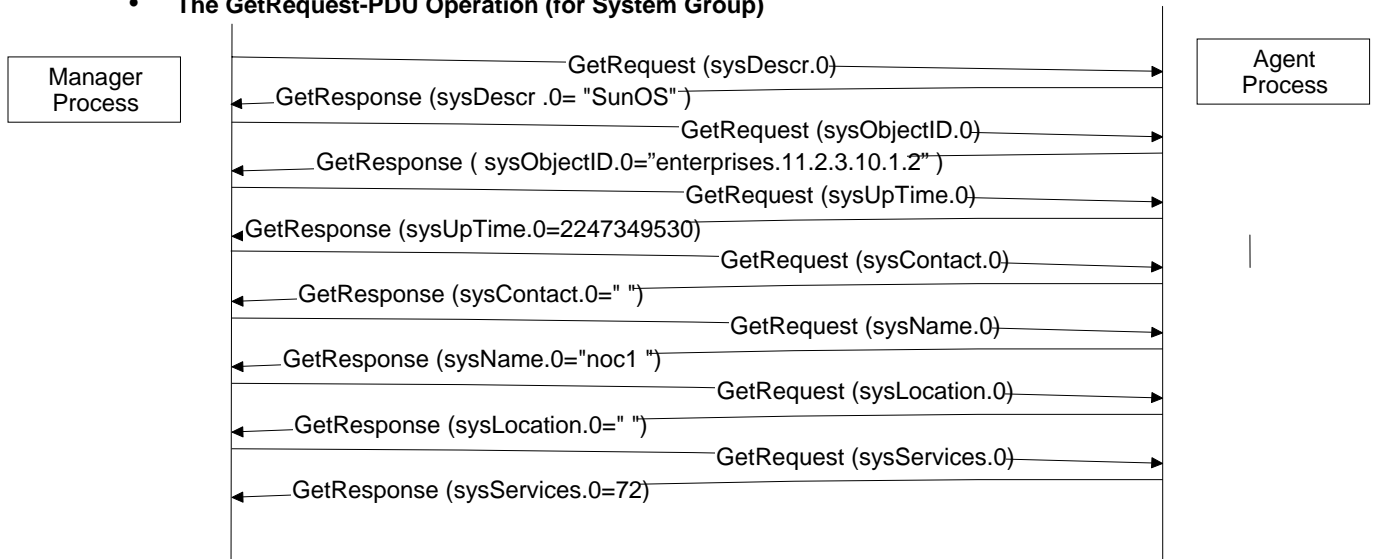 • The GetRequest-PDU Operation (for System Group)
Manager
Process
Agent
Process
GetRequest (sysDescr.0)
GetResponse (sysDescr .0= "SunOS" )
GetRequest (sysObjectID.0)
GetResponse ( sysObjectID.0=”enterprises.11.2.3.10.1.2” )
GetRequest (sysUpTime.0)
GetResponse (sysUpTime.0=2247349530)
GetRequest (sysContact.0)
GetResponse (sysContact.0=" ")
GetRequest (sysName.0)
GetResponse (sysName.0="noc1 ")
GetRequest (sysLocation.0)
GetResponse (sysLocation.0=" ")
GetRequest (sysServices.0)
GetResponse (sysServices.0=72)